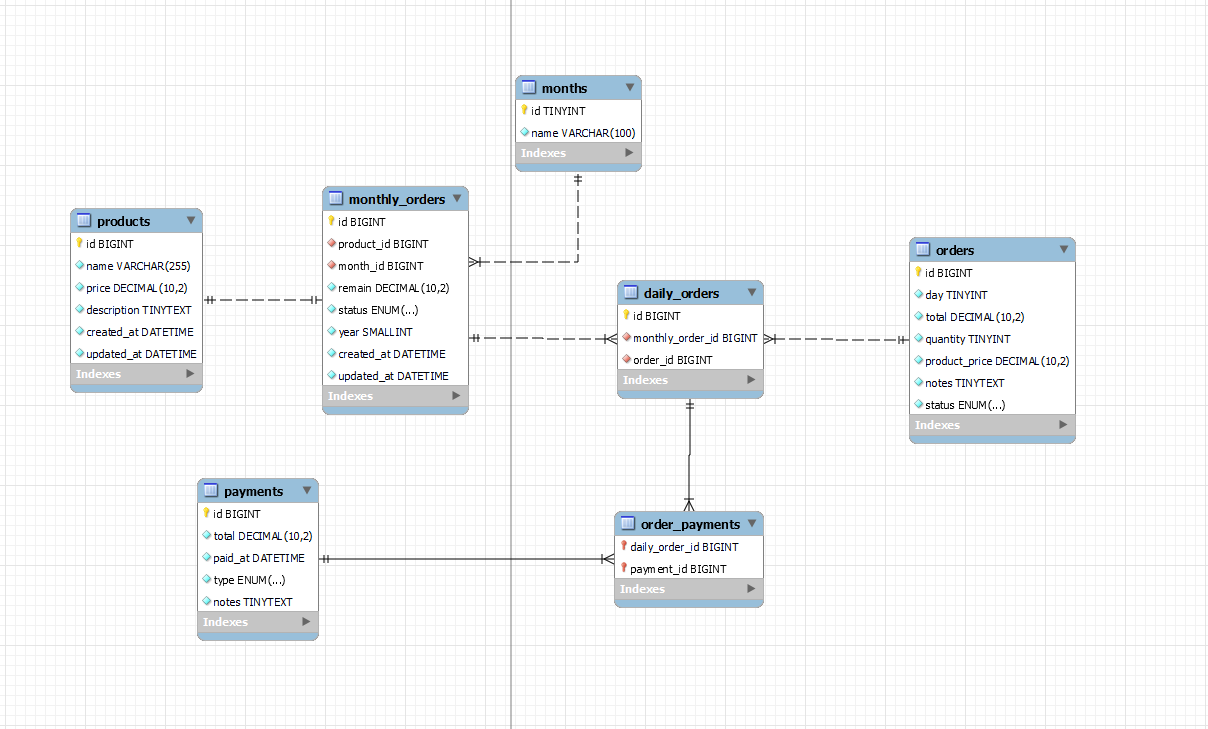 months
id TINYINT
name VARCHAR(100)
Indexes
monthly_orders
id BIGINT
product_id BIGINT
month_id BIGINT
remain DECIMAL(10,2)
status ENUM(...)
year SMALLINT
created_at DATETIME
updated_at DATETIME
Indexes
products
id BIGINT
name VARCHAR(255)
price DECIMAL(10,2)
description TINYTEXT
created_at DATETIME
updated_at DATETIME
Indexes
orders
id BIGINT
day TINYINT
total DECIMAL(10,2)
quantity TINYINT
product_price DECIMAL(10,2)
notes TINYTEXT
status ENUM(...)
Indexes
daily_orders
id BIGINT
monthly_order_id BIGINT
order_id BIGINT
Indexes
payments
id BIGINT
total DECIMAL(10,2)
paid_at DATETIME
type ENUM(...)
notes TINYTEXT
Indexes
order_payments
daily_order_id BIGINT
payment_id BIGINT
Indexes